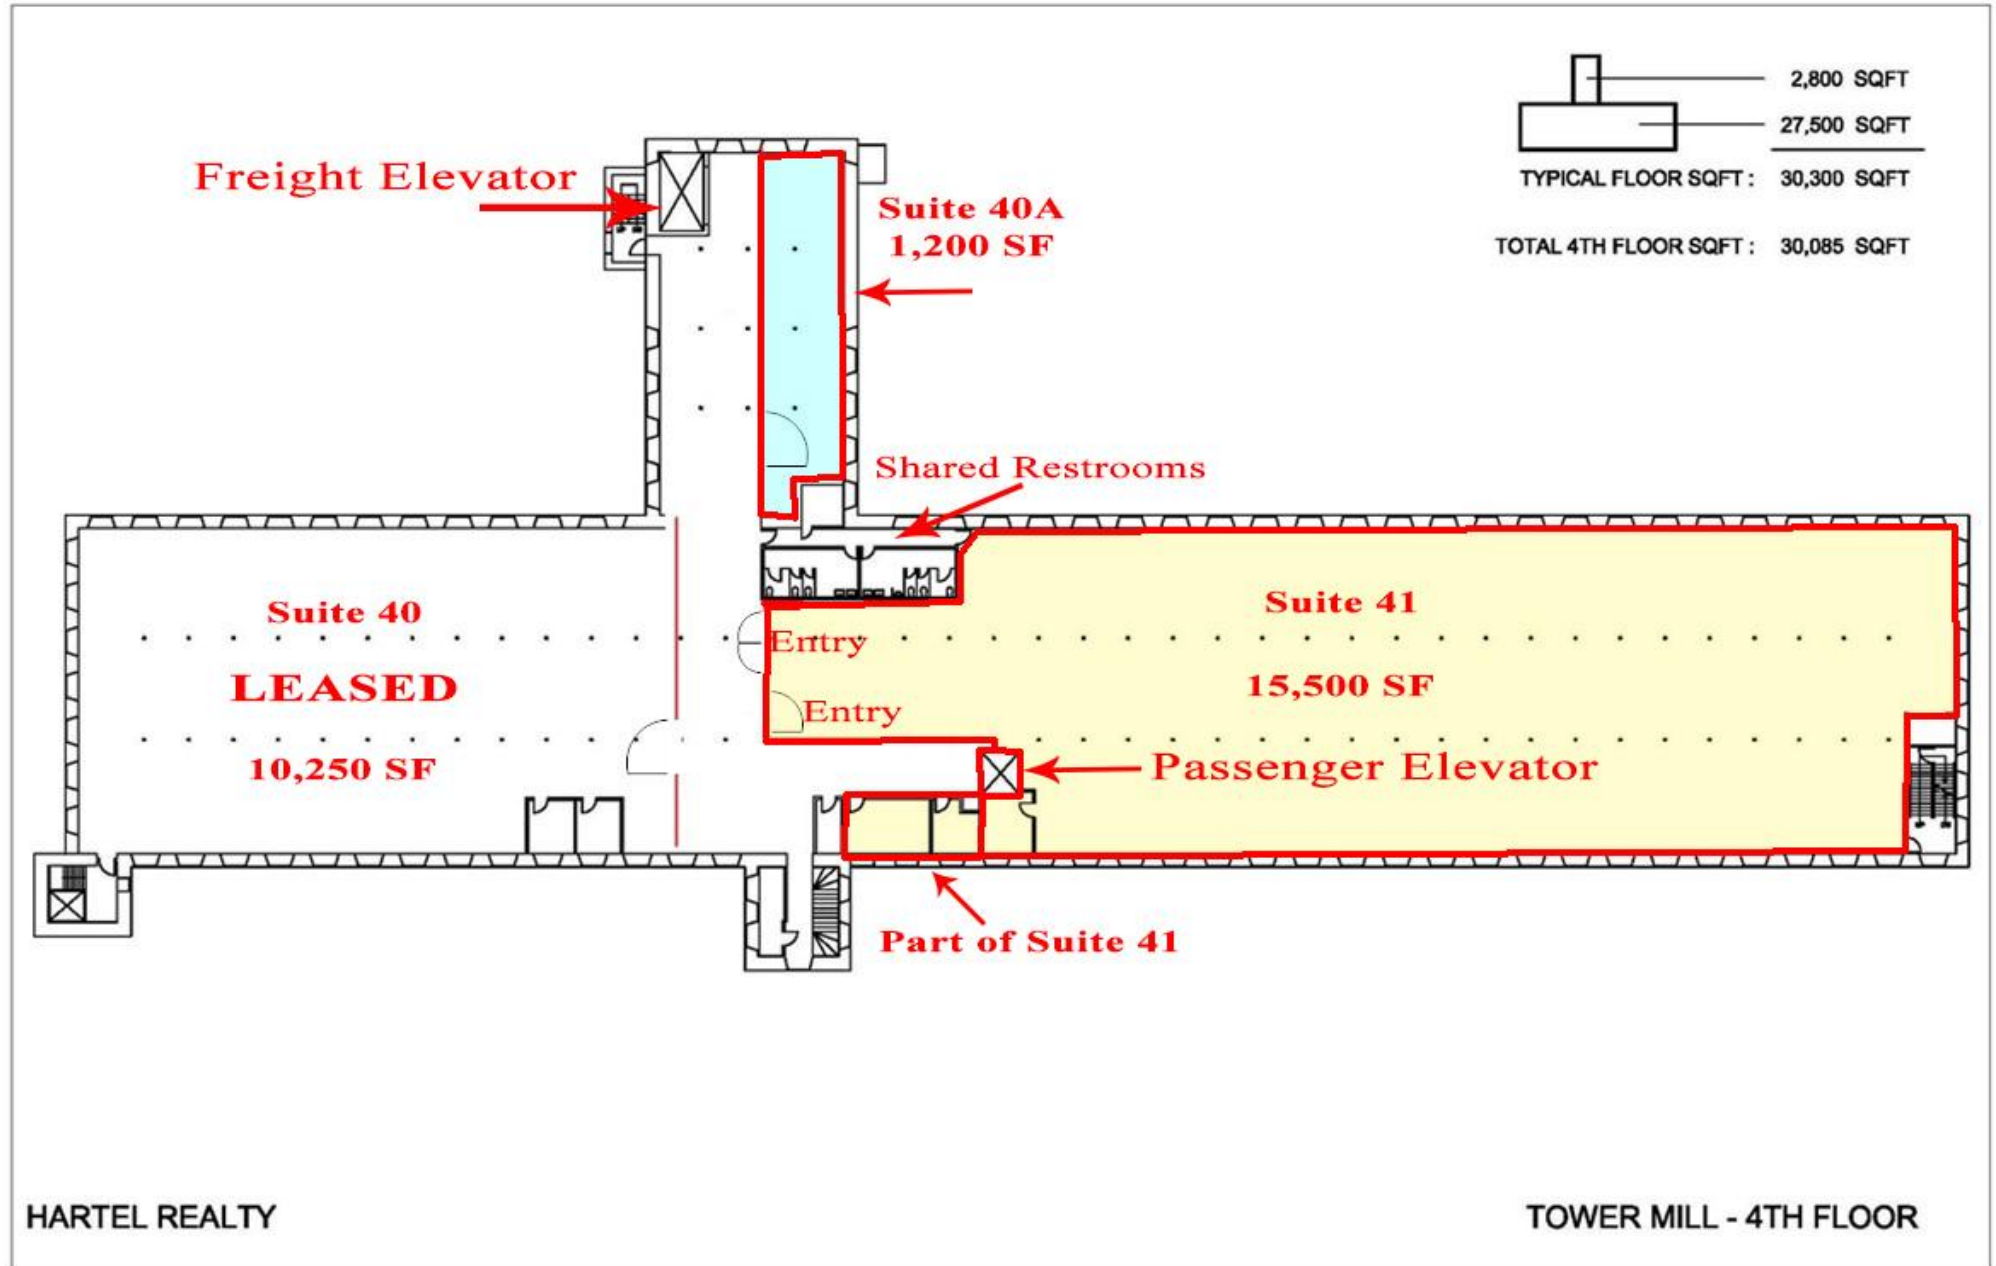 2,800 SQFT
27,500 SQFT
TYPICAL FLOOR SQFT : 30,300 SQFT
TOTAL 4TH FLOOR SQFT : 30,085 SQFT
Freight Elevator
Suite 40A
1,200 SF
Shared Restrooms
Suite 40
LEASED
10,250 SF
Entry
Entry
Suite 41
15,500 SF
Passenger Elevator
Part of Suite 41
HARTEL REALTY
TOWER MILL - 4TH FLOOR